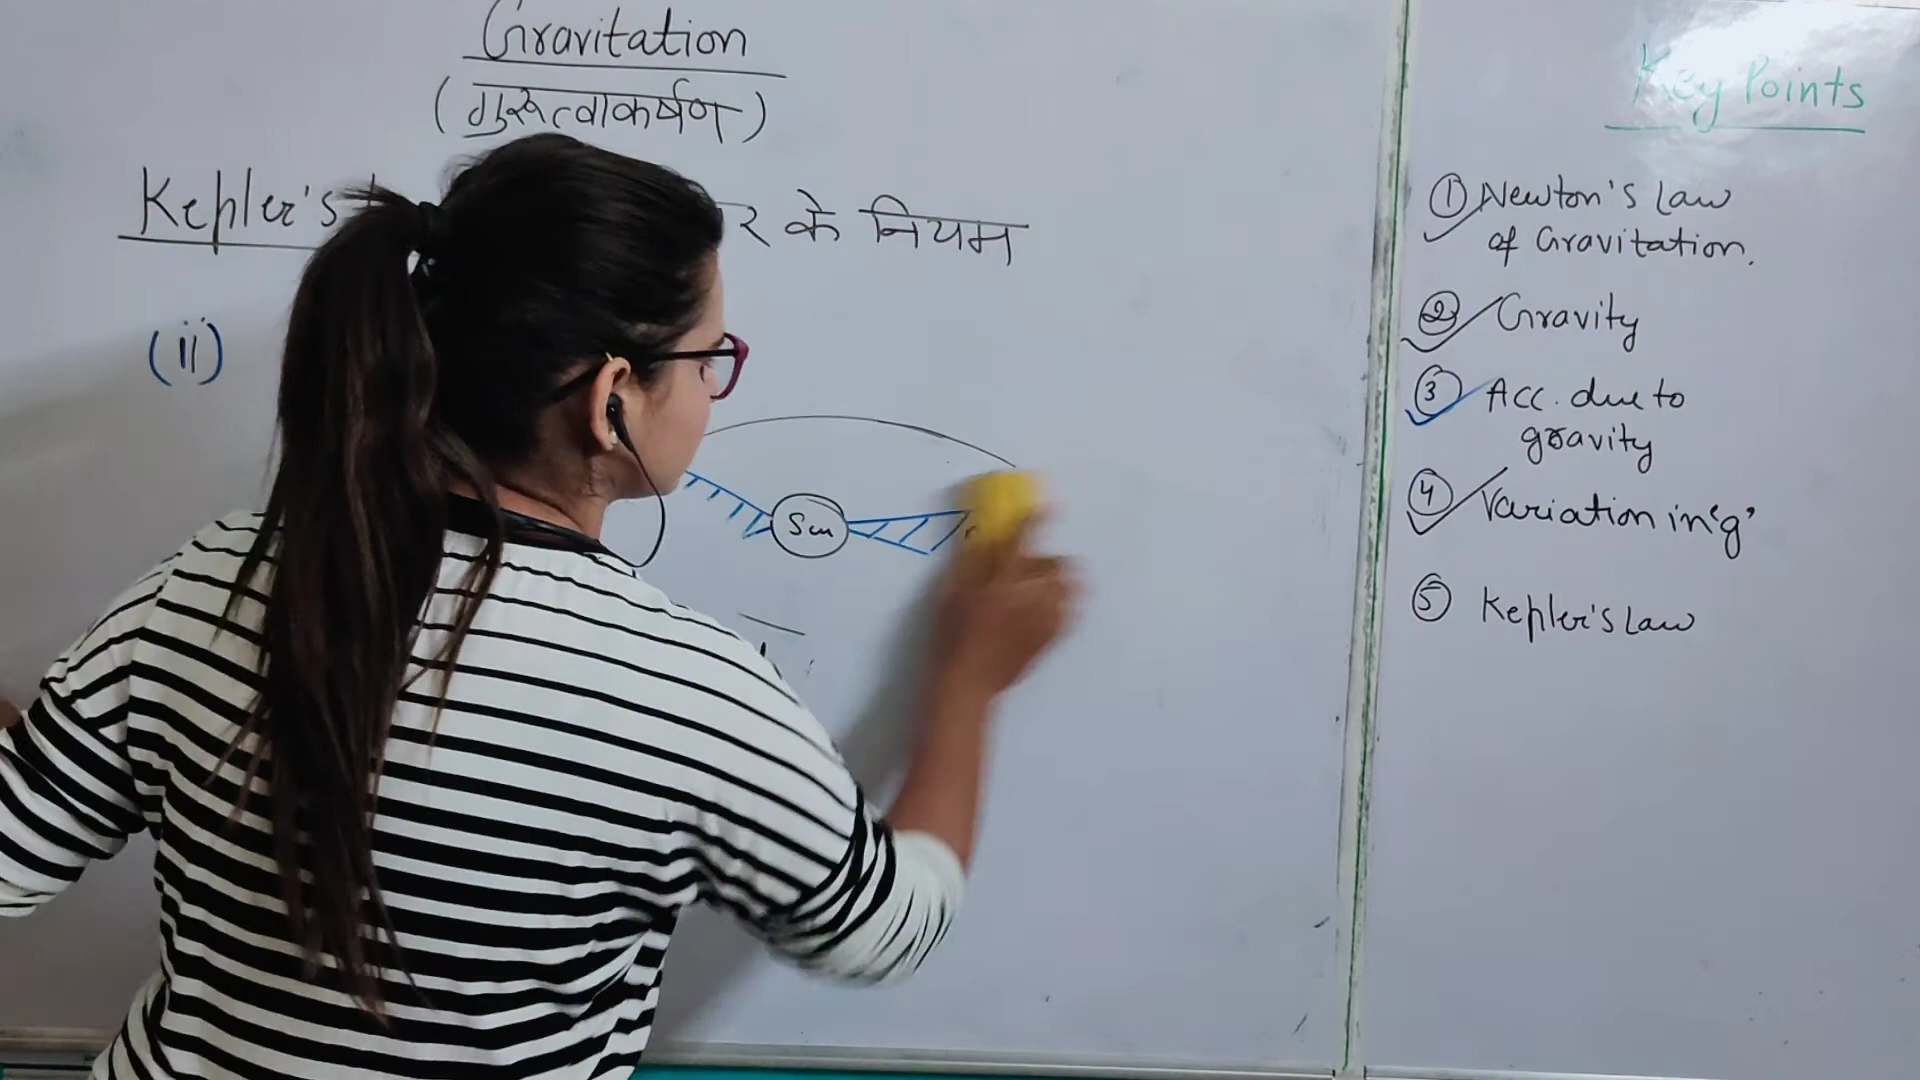 Gravitation
(गुरूत्वाकर्षण)
Kepler's
र के नियम
(ii)
Sun
Key Points
① Newton's Law
of Gravitation.
② Gravity
③ Acc. due to
gravity
④ Variation in 'g'
⑤ Kepler's Law